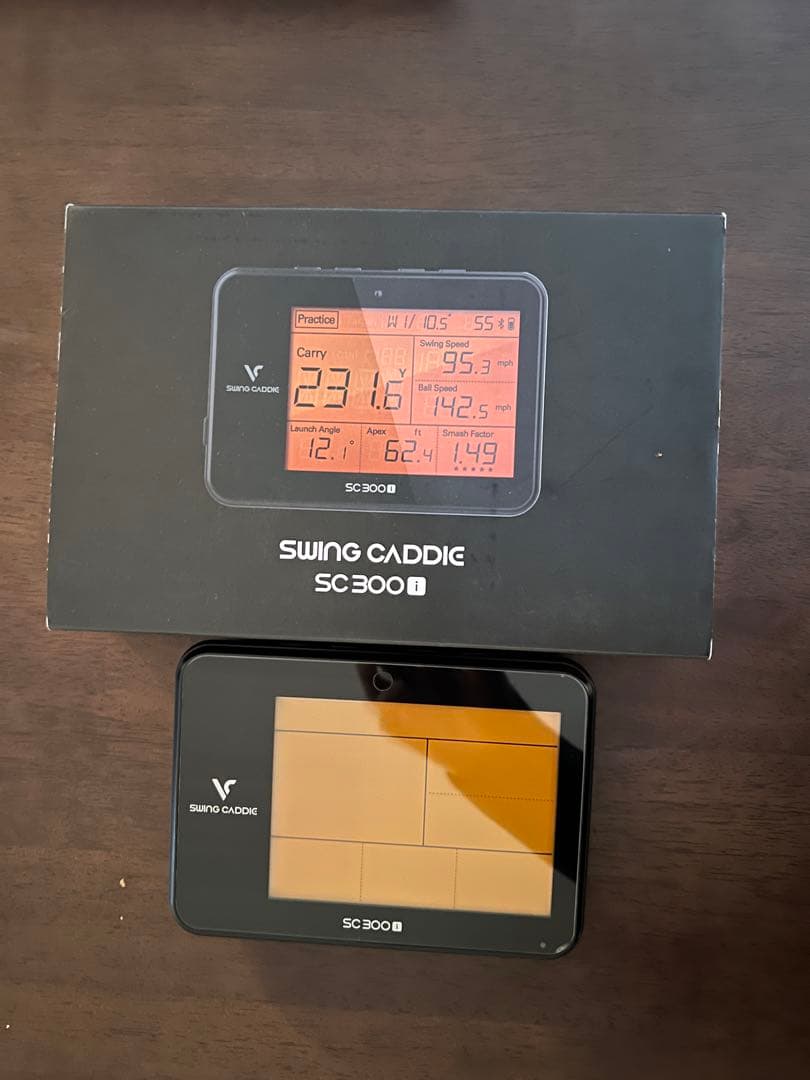 Practice W1/10.5° 55
Carry
231.6 Y
Swing Speed
95.3 mph
Ball Speed
142.5 mph
Launch Angle
12.1°
Apex ft
62.4
Smash Factor
1.49
★★★★★
SWING CADDIE
SC300i
SWING CADDIE
SC300i
SWING CADDIE
SC300i